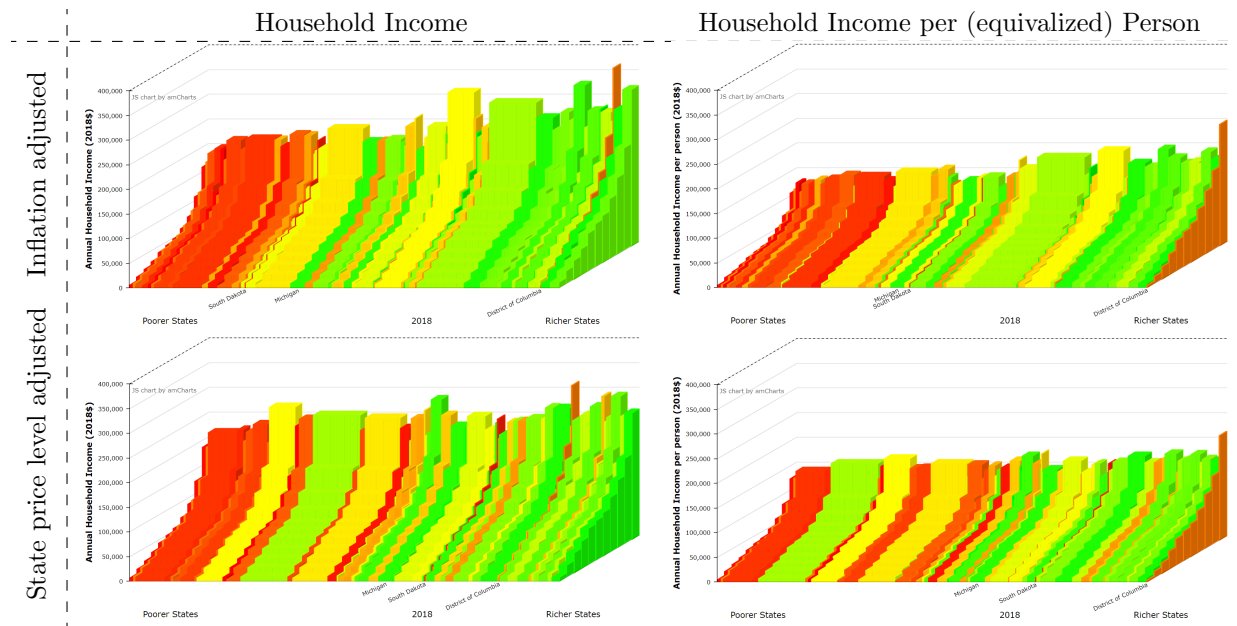 Household Income
Household Income per (equivalized) Person
Inflation adjusted
JS chart by amCharts
Annual Household Income (2018$)
400,000
350,000
300,000
250,000
200,000
150,000
100,000
50,000
0
South Dakota
Michigan
District of Columbia
Poorer States
2018
Richer States
JS chart by amCharts
Annual Household Income per person (2018$)
400,000
350,000
300,000
250,000
200,000
150,000
100,000
50,000
0
Michigan
South Dakota
District of Columbia
Poorer States
2018
Richer States
State price level adjusted
JS chart by amCharts
Annual Household Income (2018$)
400,000
350,000
300,000
250,000
200,000
150,000
100,000
50,000
0
Michigan
South Dakota
District of Columbia
Poorer States
2018
Richer States
JS chart by amCharts
Annual Household Income per person (2018$)
400,000
350,000
300,000
250,000
200,000
150,000
100,000
50,000
0
Michigan
South Dakota
District of Columbia
Poorer States
2018
Richer States